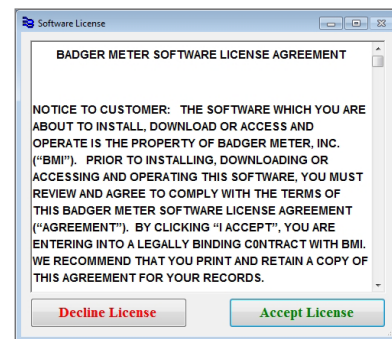 Software License
BADGER METER SOFTWARE LICENSE AGREEMENT
NOTICE TO CUSTOMER: THE SOFTWARE WHICH YOU ARE
ABOUT TO INSTALL, DOWNLOAD OR ACCESS AND
OPERATE IS THE PROPERTY OF BADGER METER, INC.
(“BMI”). PRIOR TO INSTALLING, DOWNLOADING OR
ACCESSING AND OPERATING THIS SOFTWARE, YOU MUST
REVIEW AND AGREE TO COMPLY WITH THE TERMS OF
THIS BADGER METER SOFTWARE LICENSE AGREEMENT
(“AGREEMENT”). BY CLICKING “I ACCEPT”, YOU ARE
ENTERING INTO A LEGALLY BINDING C0NTRACT WITH BMI.
WE RECOMMEND THAT YOU PRINT AND RETAIN A COPY OF
THIS AGREEMENT FOR YOUR RECORDS.
Decline License Accept License